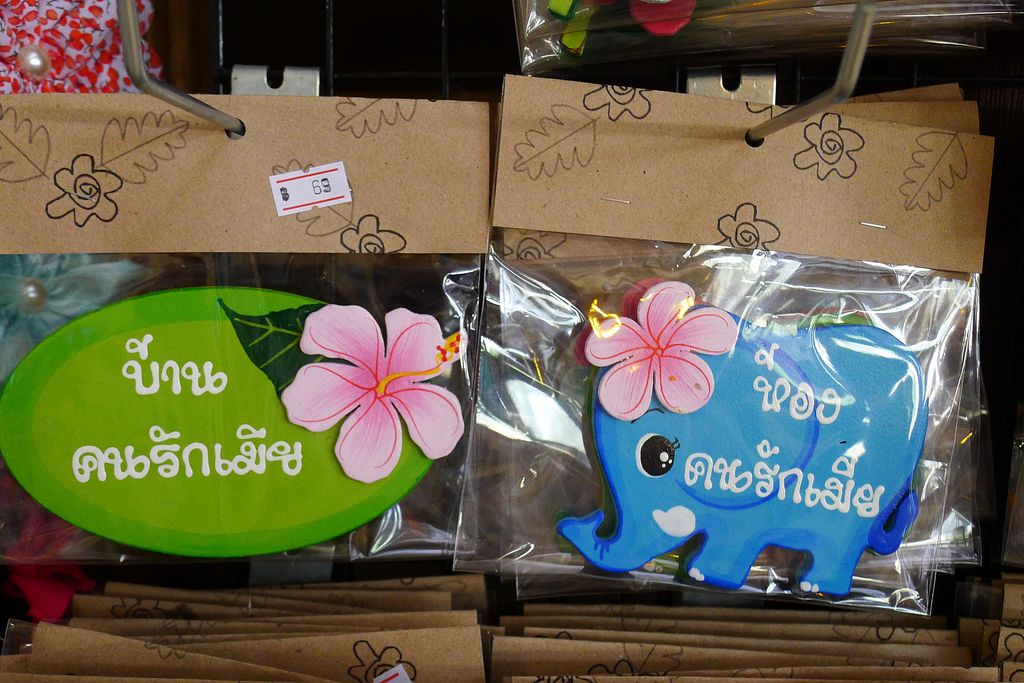 ฿ 69
บ้าน
คนรักเมีย
ห้อง
คนรักเมีย